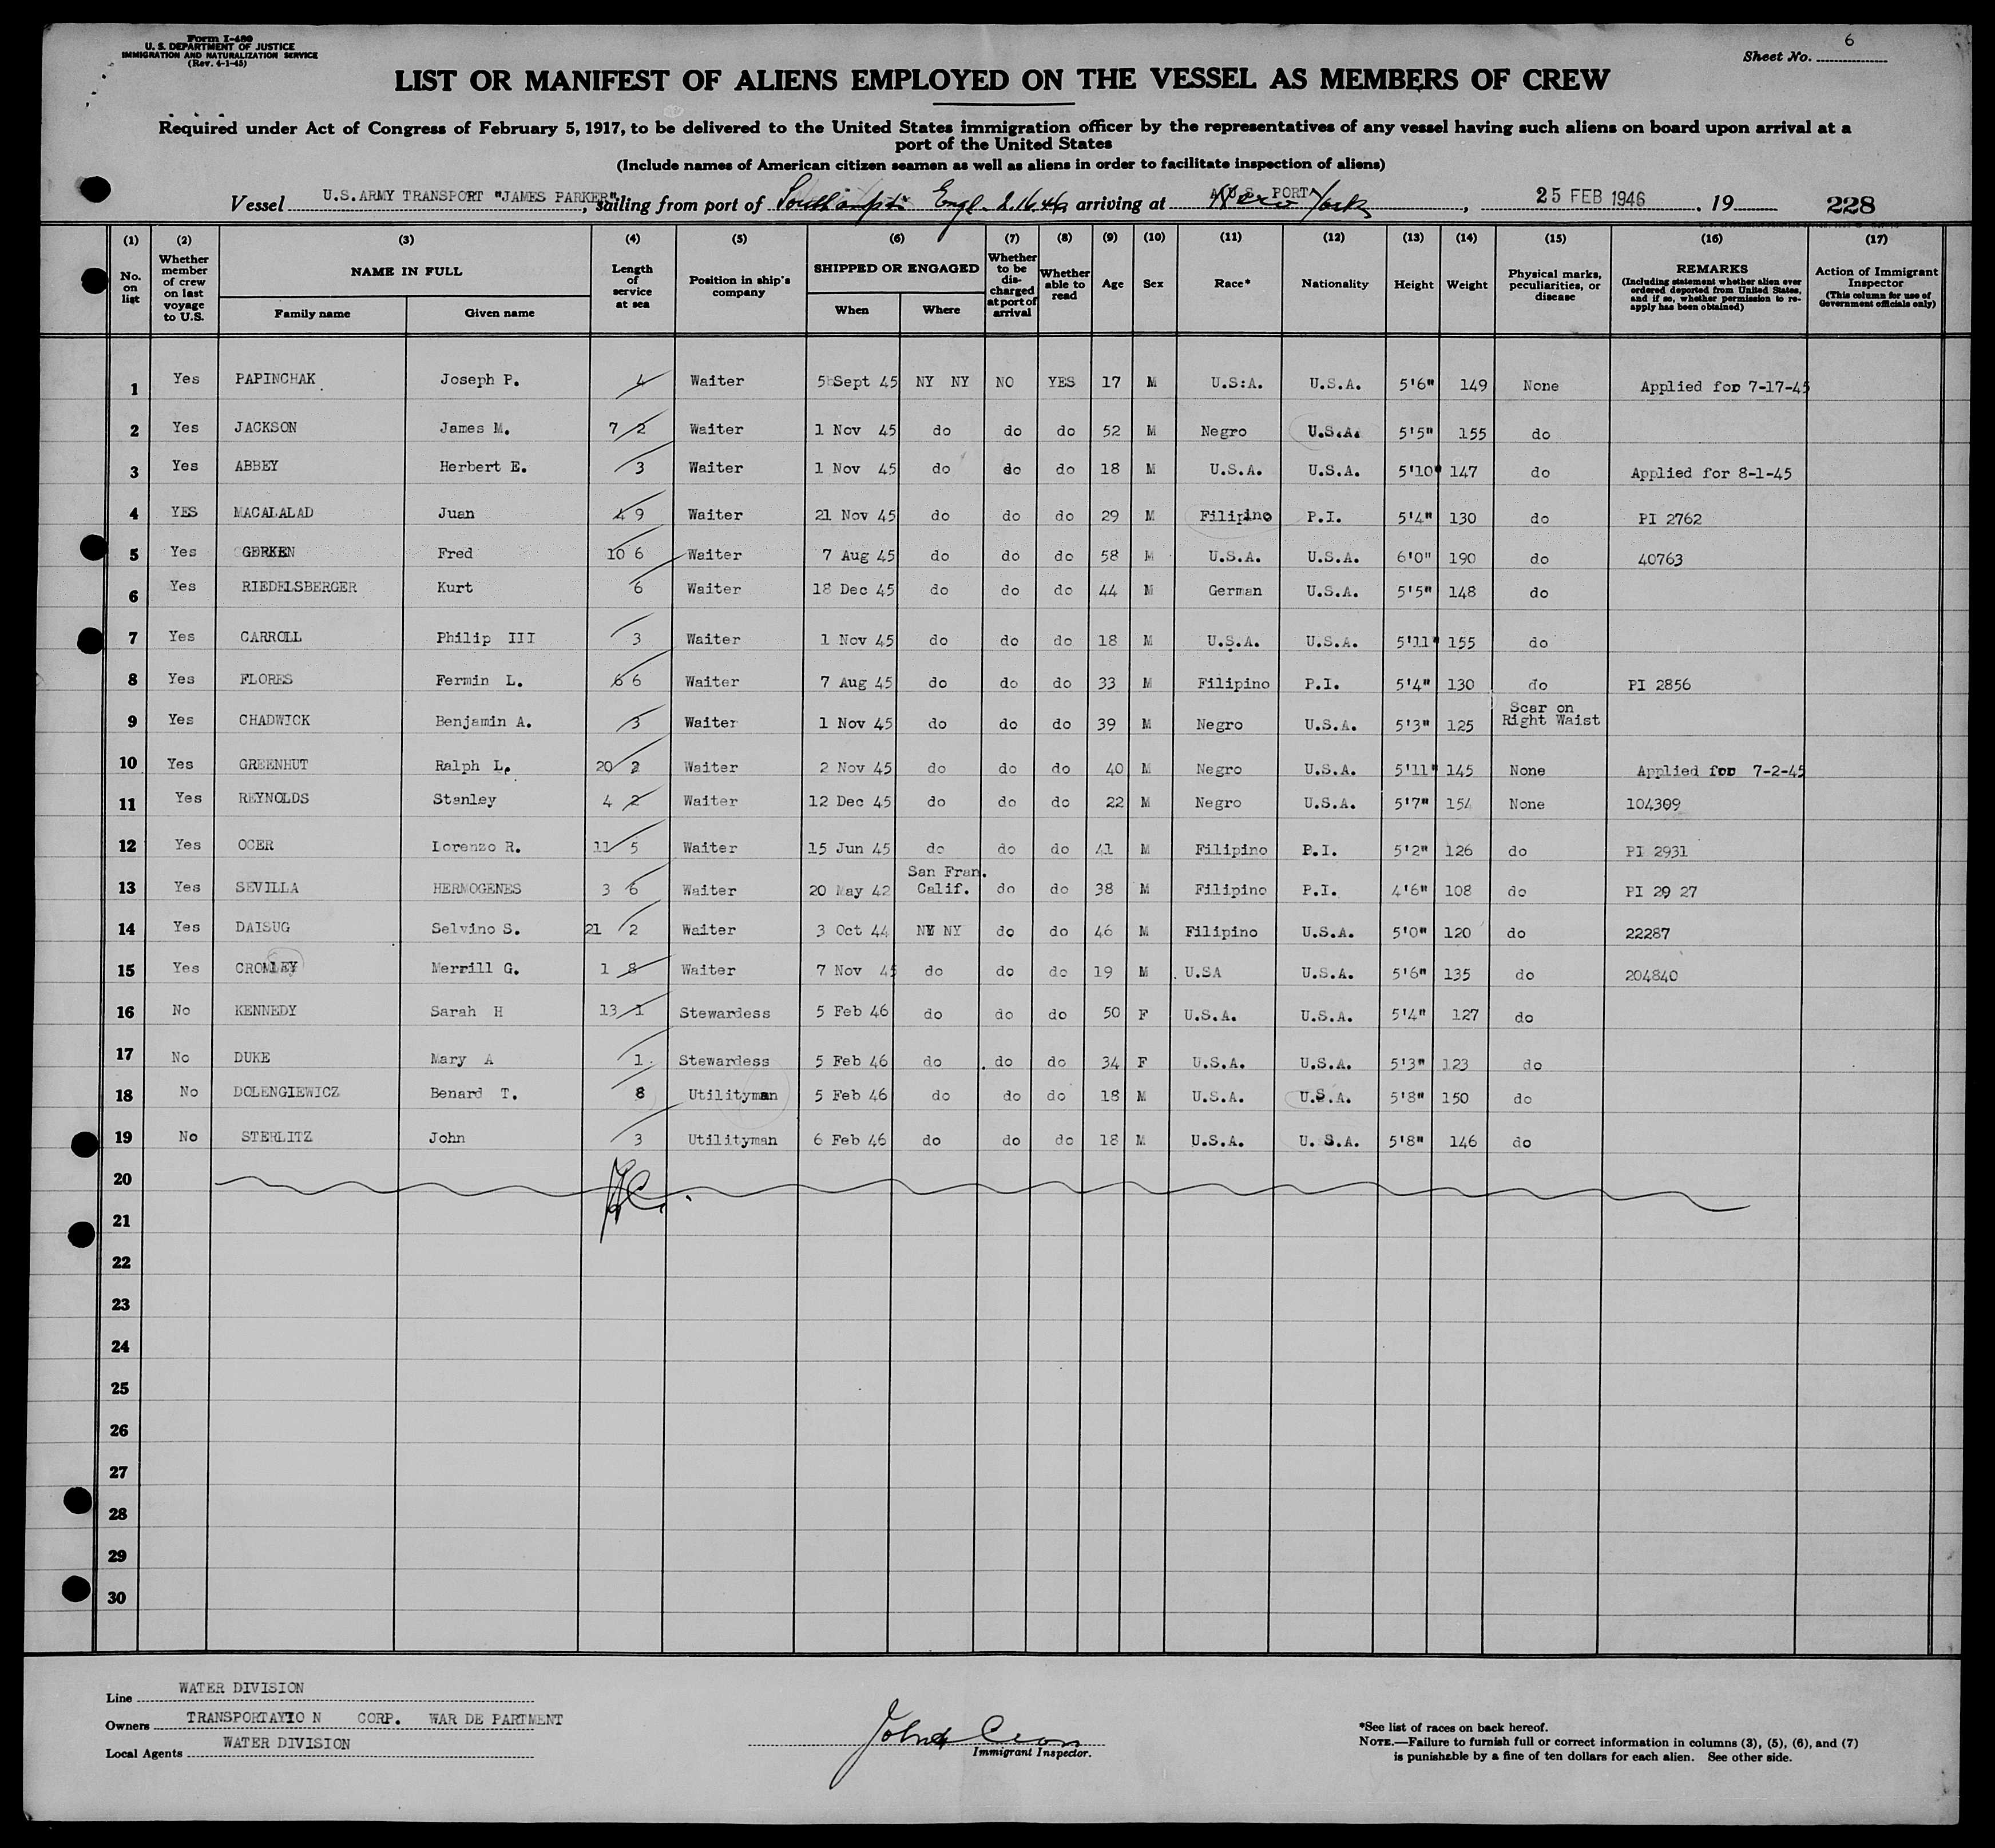 Form I-480
U. S. DEPARTMENT OF JUSTICE
IMMIGRATION AND NATURALIZATION SERVICE
(Rev. 4-1-45)
Sheet No. 6
LIST OR MANIFEST OF ALIENS EMPLOYED ON THE VESSEL AS MEMBERS OF CREW
Required under Act of Congress of February 5, 1917, to be delivered to the United States immigration officer by the representatives of any vessel having such aliens on board upon arrival at a
port of the United States
(Include names of American citizen seamen as well as aliens in order to facilitate inspection of aliens)
Vessel U.S.ARMY TRANSPORT "JAMES PARKER", sailing from port of Southampton Engl. 2.16.46, arriving at New York, 25 FEB 1946. 19 228
(1) (2) (3) (4) (5) (6) (7) (8) (9) (10) (11) (12) (13) (14) (15) (16) (17)
No. on list
Whether member of crew on last voyage to U.S.
NAME IN FULL
Family name Given name
Length of service at sea
Position in ship's company
SHIPPED OR ENGAGED
When Where
Whether to be discharged at port of arrival
Whether able to read
Age Sex Race* Nationality Height Weight
Physical marks, peculiarities, or disease
REMARKS
(Including statement whether alien ever ordered deported from United States, and if so, whether permission to re-apply has been obtained)
Action of Immigrant Inspector
(This column for use of Government officials only)
1 Yes PAPINCHAK Joseph P. 4 Waiter 5 Sept 45 NY NY NO YES 17 M U.S.A. U.S.A. 5'6" 149 None Applied for 7-17-45
2 Yes JACKSON James M. 7 2 Waiter 1 Nov 45 do do do 52 M Negro U.S.A. 5'5" 155 do
3 Yes ABBEY Herbert E. 3 Waiter 1 Nov 45 do do do 18 M U.S.A. U.S.A. 5'10" 147 do Applied for 8-1-45
4 YES MACALALAD Juan 4 9 Waiter 21 Nov 45 do do do 29 M Filipino P.I. 5'4" 130 do PI 2762
5 Yes GERKEN Fred 10 6 Waiter 7 Aug 45 do do do 58 M U.S.A. U.S.A. 6'0" 190 do 40763
6 Yes RIEDELSBERGER Kurt 6 Waiter 18 Dec 45 do do do 44 M German U.S.A. 5'5" 148 do
7 Yes CARROLL Philip III 3 Waiter 1 Nov 45 do do do 18 M U.S.A. U.S.A. 5'11" 155 do
8 Yes FLORES Fermin L. 6 6 Waiter 7 Aug 45 do do do 33 M Filipino P.I. 5'4" 130 do PI 2856
9 Yes CHADWICK Benjamin A. 3 Waiter 1 Nov 45 do do do 39 M Negro U.S.A. 5'3" 125 Scar on Right Waist
10 Yes GREENHUT Ralph L. 20 2 Waiter 2 Nov 45 do do do 40 M Negro U.S.A. 5'11" 145 None Applied for 7-2-45
11 Yes REYNOLDS Stanley 4 2 Waiter 12 Dec 45 do do do 22 M Negro U.S.A. 5'7" 154 None 104309
12 Yes OCER Lorenzo R. 11 5 Waiter 15 Jun 45 do do do 41 M Filipino P.I. 5'2" 126 do PI 2931
13 Yes SEVILLA HERMOGENES 3 6 Waiter 20 May 42 San Fran. Calif. do do 38 M Filipino P.I. 4'6" 108 do PI 29 27
14 Yes DAISUG Selvino S. 21 2 Waiter 3 Oct 44 NY NY do do 46 M Filipino U.S.A. 5'0" 120 do 22287
15 Yes CROMLEY Merrill G. 1 8 Waiter 7 Nov 45 do do do 19 M U.SA U.S.A. 5'6" 135 do 204840
16 No KENNEDY Sarah H 13 1 Stewardess 5 Feb 46 do do do 50 F U.S.A. U.S.A. 5'4" 127 do
17 No DUKE Mary A 1 Stewardess 5 Feb 46 do do do 34 F U.S.A. U.S.A. 5'3" 123 do
18 No DOLENGIEWICZ Benard T. 8 Utilityman 5 Feb 46 do do do 18 M U.S.A. U.S.A. 5'8" 150 do
19 No STERLITZ John 3 Utilityman 6 Feb 46 do do do 18 M U.S.A. U. S.A. 5'8" 146 do
20
21
22
23
24
25
26
27
28
29
30
Line WATER DIVISION
Owners TRANSPORTAYIO N CORP. WAR DE PARTMENT
Local Agents WATER DIVISION
Immigrant Inspector.
*See list of races on back hereof.
NOTE.—Failure to furnish full or correct information in columns (3), (5), (6), and (7)
is punishable by a fine of ten dollars for each alien. See other side.